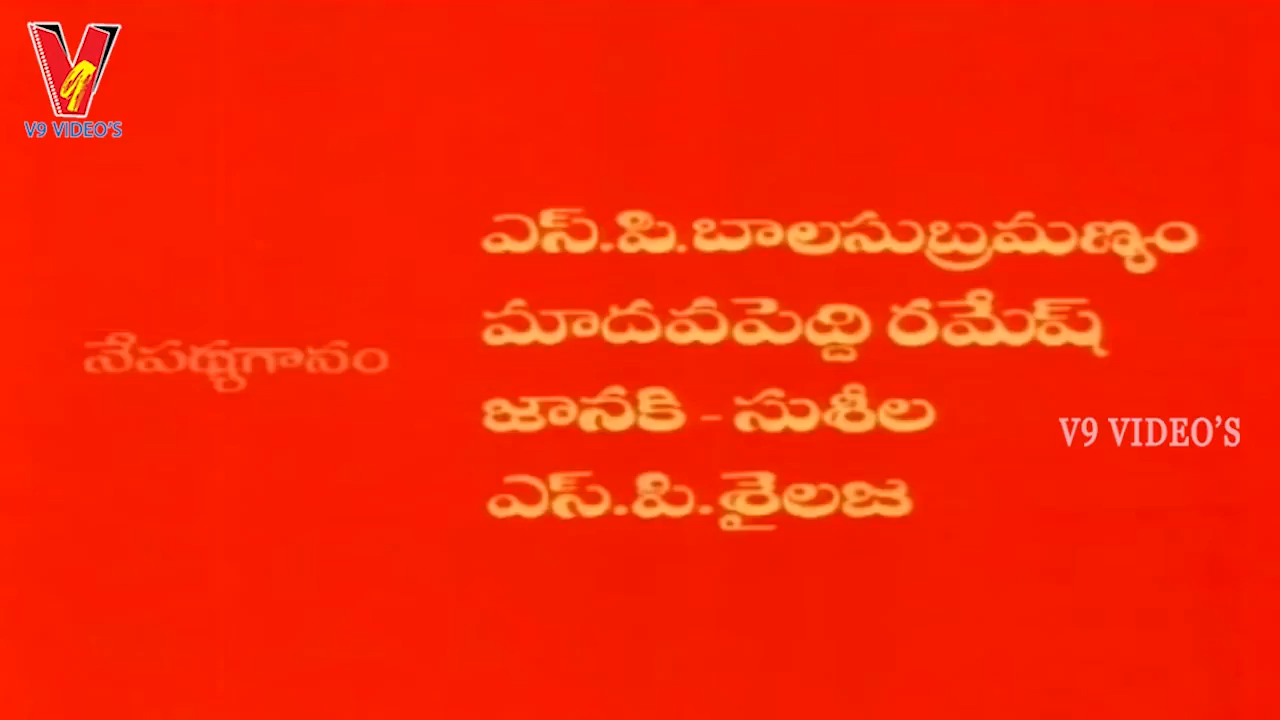 V9 VIDEO'S
ఎస్.పి.బాలసుబ్రమణ్యం
మాదవపెద్ది రమేష్
నేపథ్యగానం
జానకి - సుశీల
V9 VIDEO'S
ఎస్.పి.శైలజ